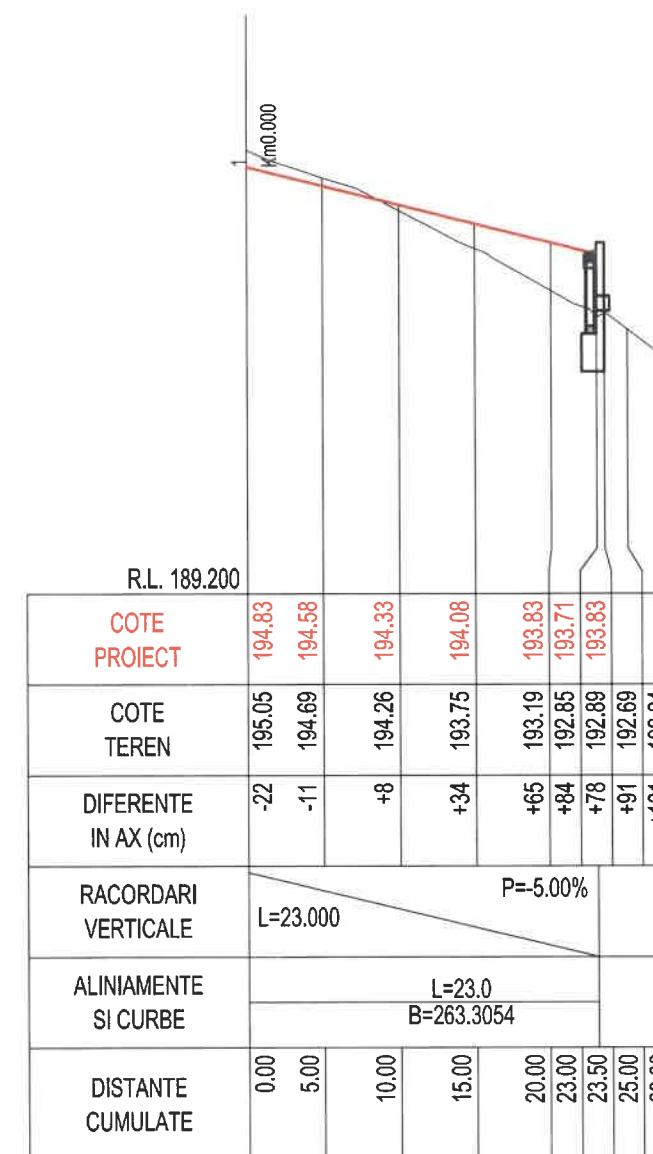 1
Km0.000
R.L. 189.200
COTE
PROIECT
194.83 194.58 194.33 194.08 193.83 193.71 193.83
COTE
TEREN
195.05 194.69 194.26 193.75 193.19 192.85 192.89 192.69
DIFERENTE
IN AX (cm)
-22 -11 +8 +34 +65 +84 +78 +91
RACORDARI
VERTICALE
L=23.000
P=-5.00%
ALINIAMENTE
SI CURBE
L=23.0
B=263.3054
DISTANTE
CUMULATE
0.00 5.00 10.00 15.00 20.00 23.00 23.50 25.00